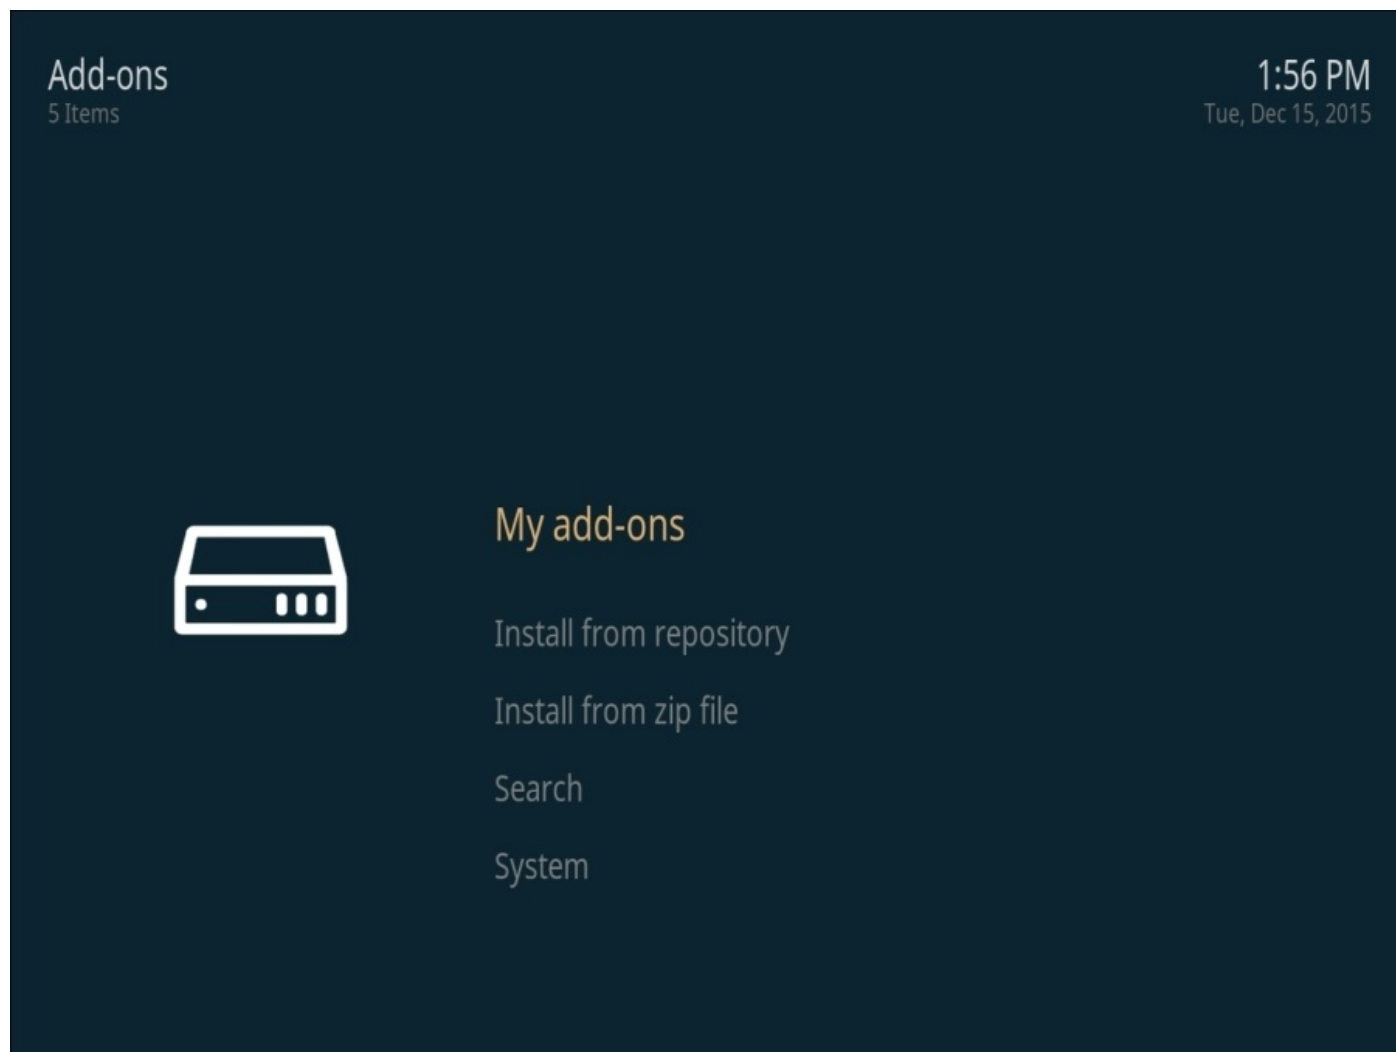 Add-ons
5 Items
1:56 PM
Tue, Dec 15, 2015
My add-ons
Install from repository
Install from zip file
Search
System